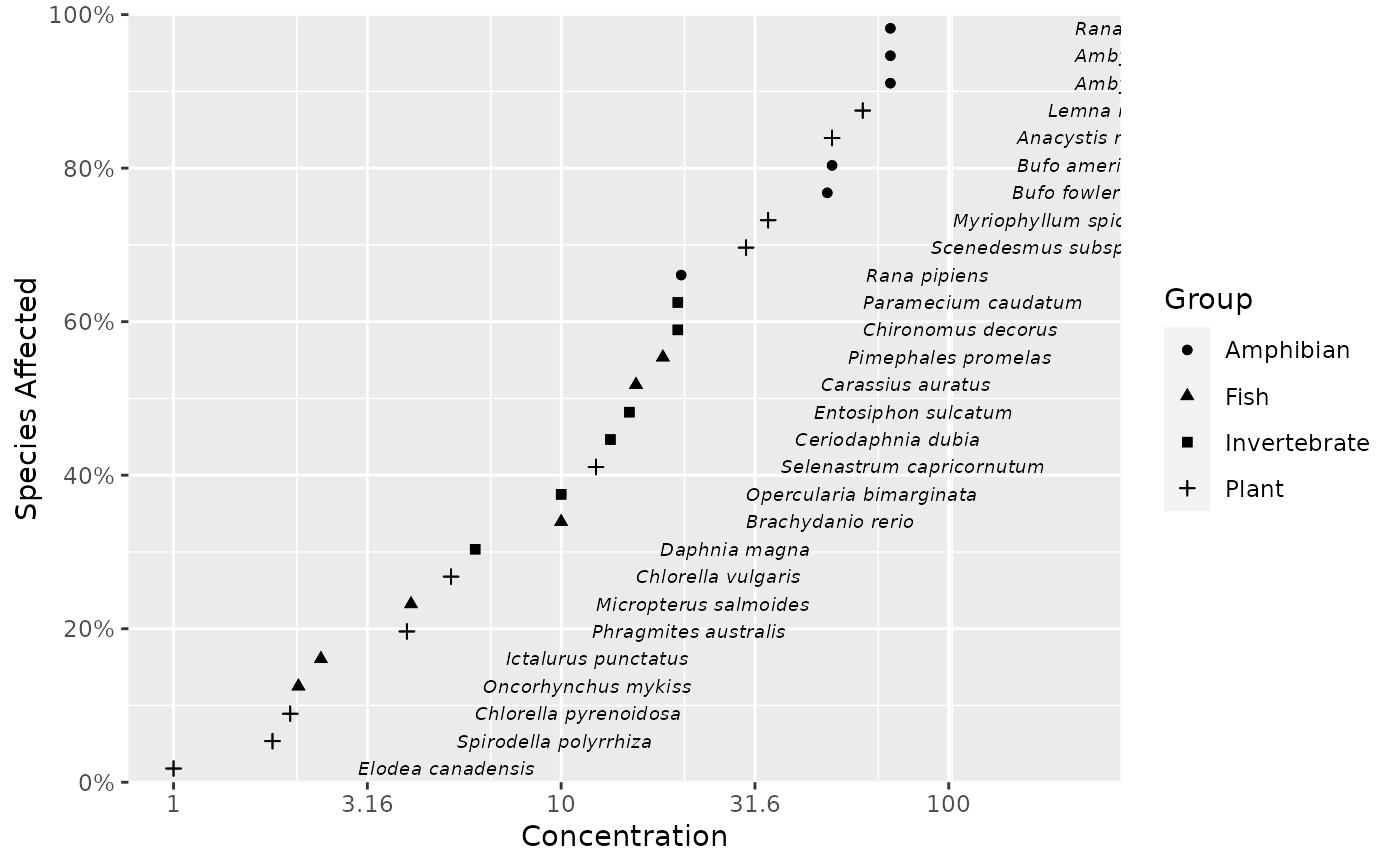 100%
Rana
Amby
Amby
Lemna
Anacystis
Bufo ameri
80%
Bufo fowler
Myriophyllum spic
Scenedesmus subsp
Rana pipiens
Paramecium caudatum
60%
Chironomus decorus
Pimephales promelas
Carassius auratus
Entosiphon sulcatum
Ceriodaphnia dubia
40%
Selenastrum capricornutum
Opercularia bimarginata
Brachydanio rerio
Daphnia magna
Chlorella vulgaris
Micropterus salmoides
20%
Phragmites australis
Ictalurus punctatus
Oncorhynchus mykiss
Chlorella pyrenoidosa
Spirodella polyrrhiza
Elodea canadensis
0%
Species Affected
1 3.16 10 31.6 100
Concentration
Group
Amphibian
Fish
Invertebrate
Plant